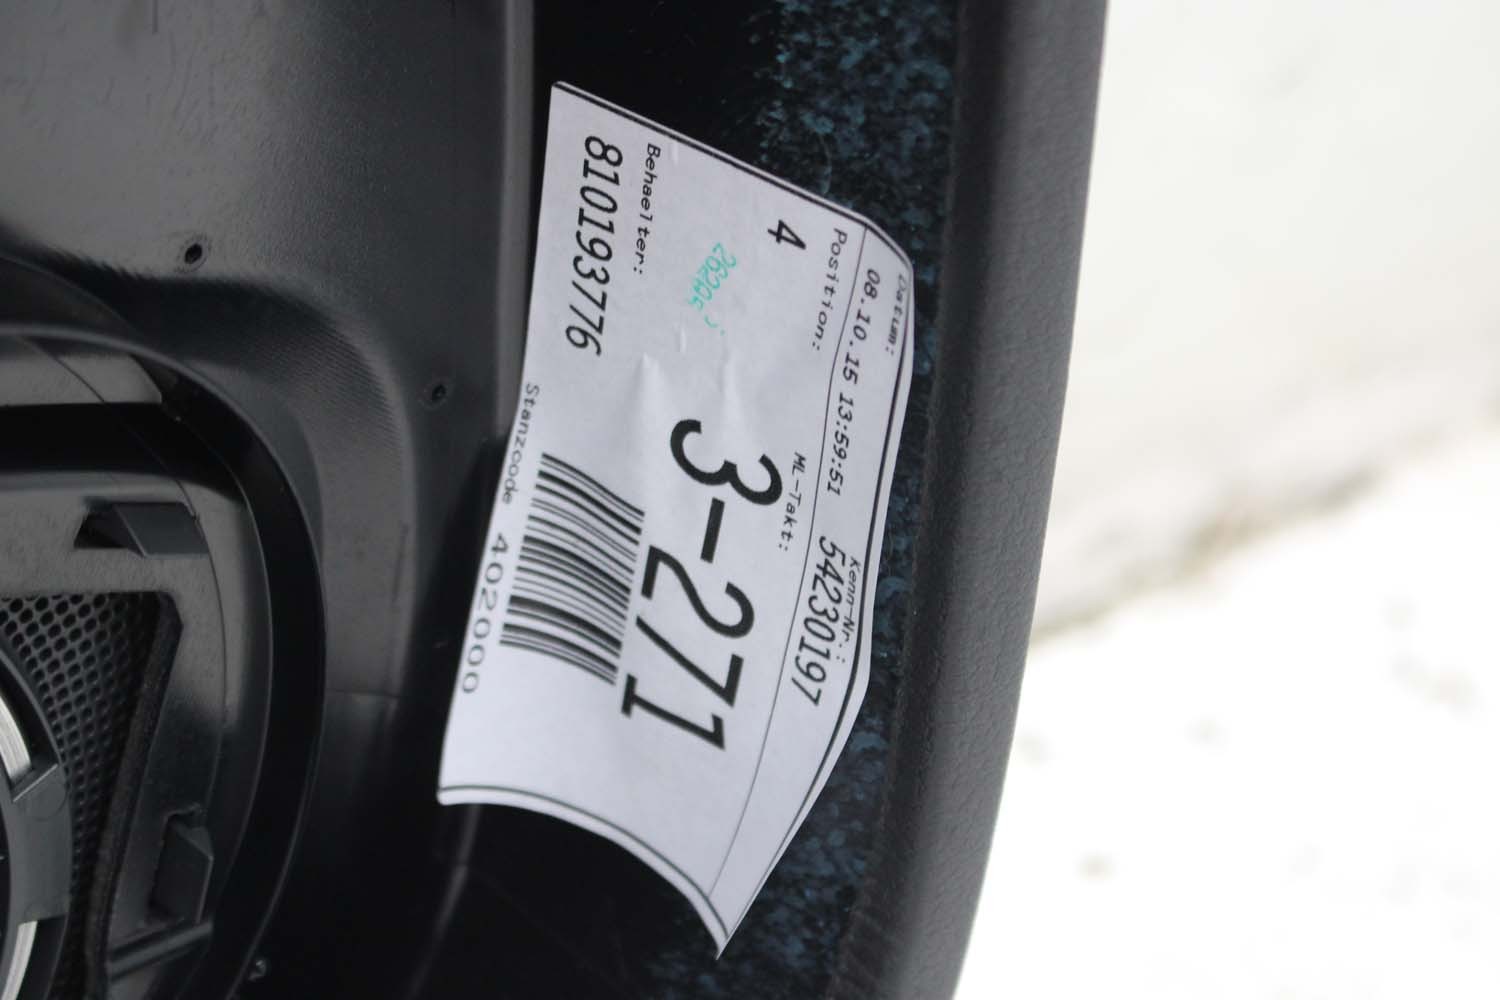 Datum:
08.10.15 13:59:51
Kenn-Nr.:
54230197
Position:
4
ML-Takt:
3-271
Behaelter:
810193776
Stanzcode 402000